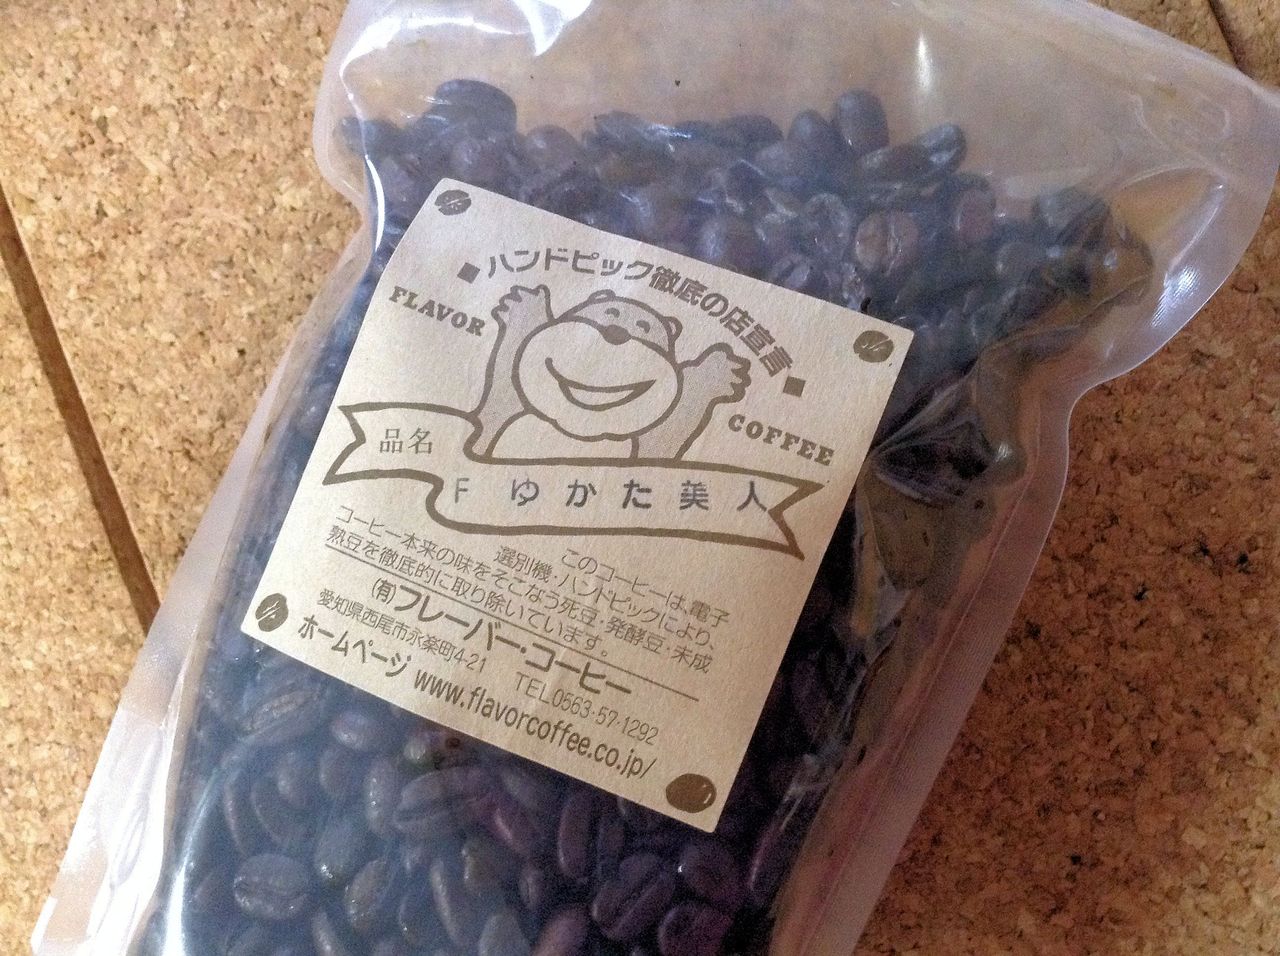 ■ハンドピック徹底の店宣言■
FLAVOR
COFFEE
品名
F ゆかた美人
このコーヒーは、電子
選別機・ハンドピックにより、
コーヒー本来の味をそこなう死豆・発酵豆・未成
熟豆を徹底的に取り除いています。
(有)フレーバー・コーヒー
愛知県西尾市永楽町4-21 TEL0563・57・1292
ホームページ www.flavorcoffee.co.jp/